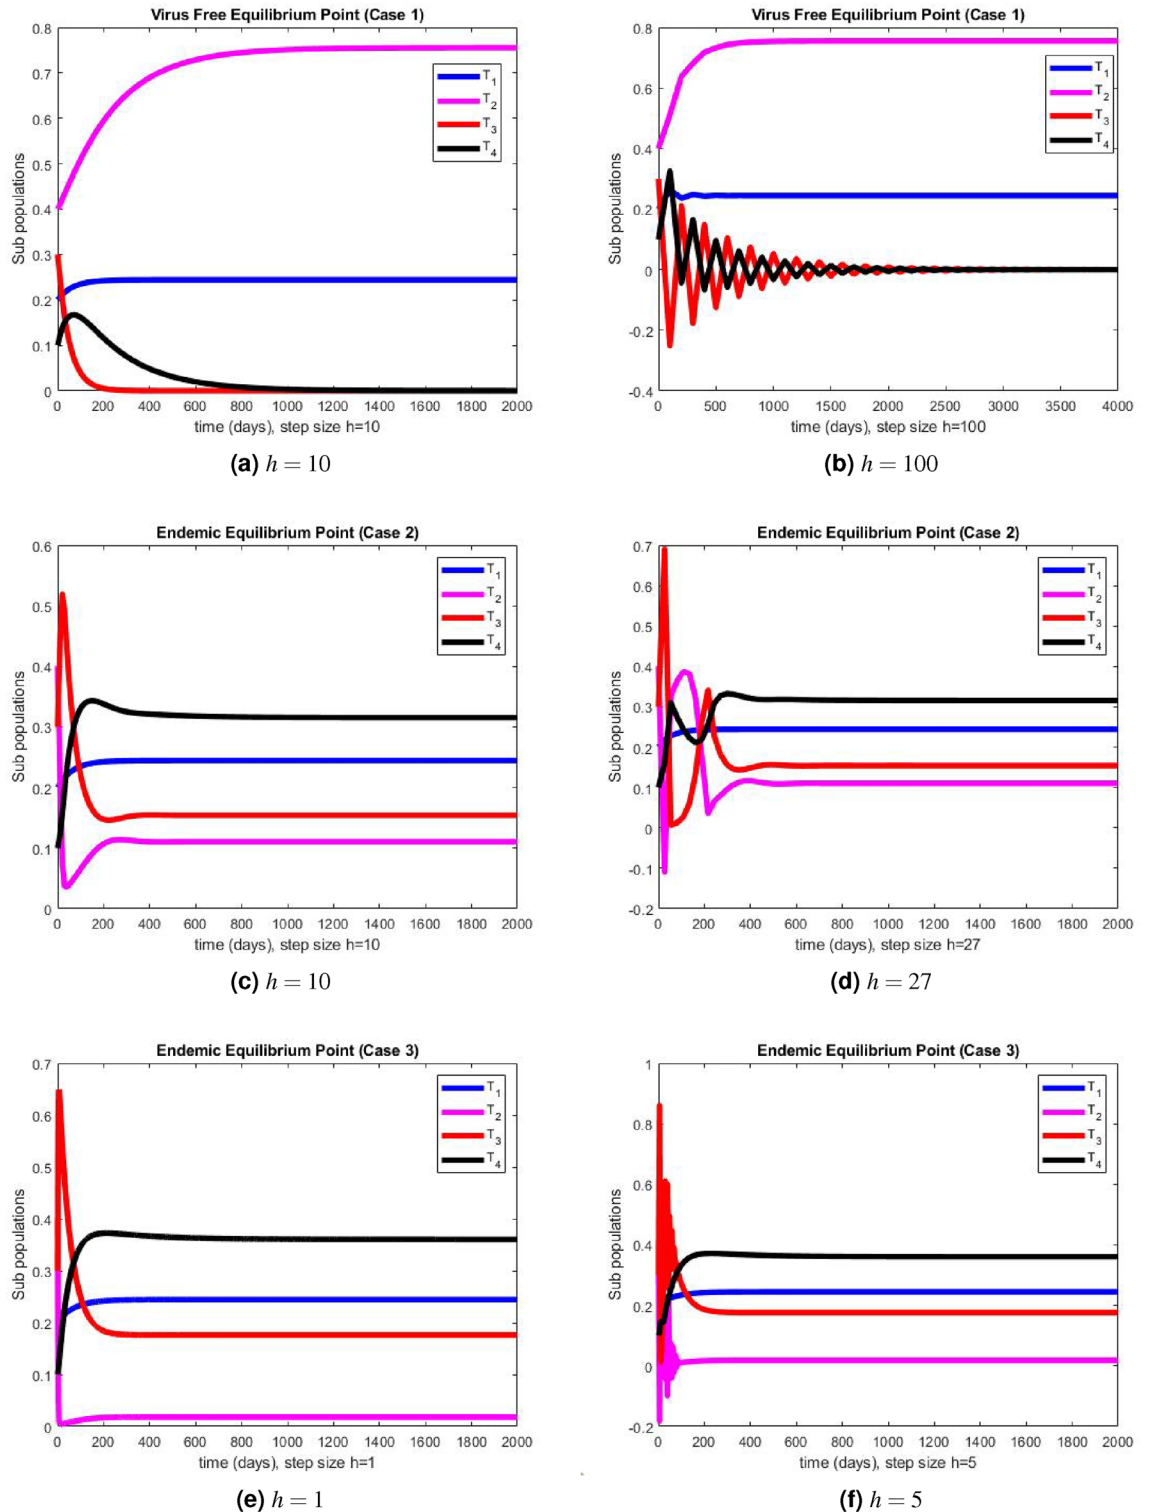 Virus Free Equilibrium Point (Case 1)
0.8
0.7
0.6
0.5
0.4
0.3
0.2
0.1
0
Sub populations
T1
T2
T3
T4
0 200 400 600 800 1000 1200 1400 1600 1800 2000
time (days), step size h=10
(a) h = 10
Virus Free Equilibrium Point (Case 1)
0.8
0.6
0.4
0.2
0
-0.2
-0.4
Sub populations
T1
T2
T3
T4
0 500 1000 1500 2000 2500 3000 3500 4000
time (days), step size h=100
(b) h = 100
Endemic Equilibrium Point (Case 2)
0.6
0.5
0.4
0.3
0.2
0.1
0
Sub populations
T1
T2
T3
T4
0 200 400 600 800 1000 1200 1400 1600 1800 2000
time (days), step size h=10
(c) h = 10
Endemic Equilibrium Point (Case 2)
0.7
0.6
0.5
0.4
0.3
0.2
0.1
0
-0.1
-0.2
Sub populations
T1
T2
T3
T4
0 200 400 600 800 1000 1200 1400 1600 1800 2000
time (days), step size h=27
(d) h = 27
Endemic Equilibrium Point (Case 3)
0.7
0.6
0.5
0.4
0.3
0.2
0.1
0
Sub populations
T1
T2
T3
T4
0 200 400 600 800 1000 1200 1400 1600 1800 2000
time (days), step size h=1
(e) h = 1
Endemic Equilibrium Point (Case 3)
1
0.8
0.6
0.4
0.2
0
-0.2
Sub populations
T1
T2
T3
T4
0 200 400 600 800 1000 1200 1400 1600 1800 2000
time (days), step size h=5
(f) h = 5